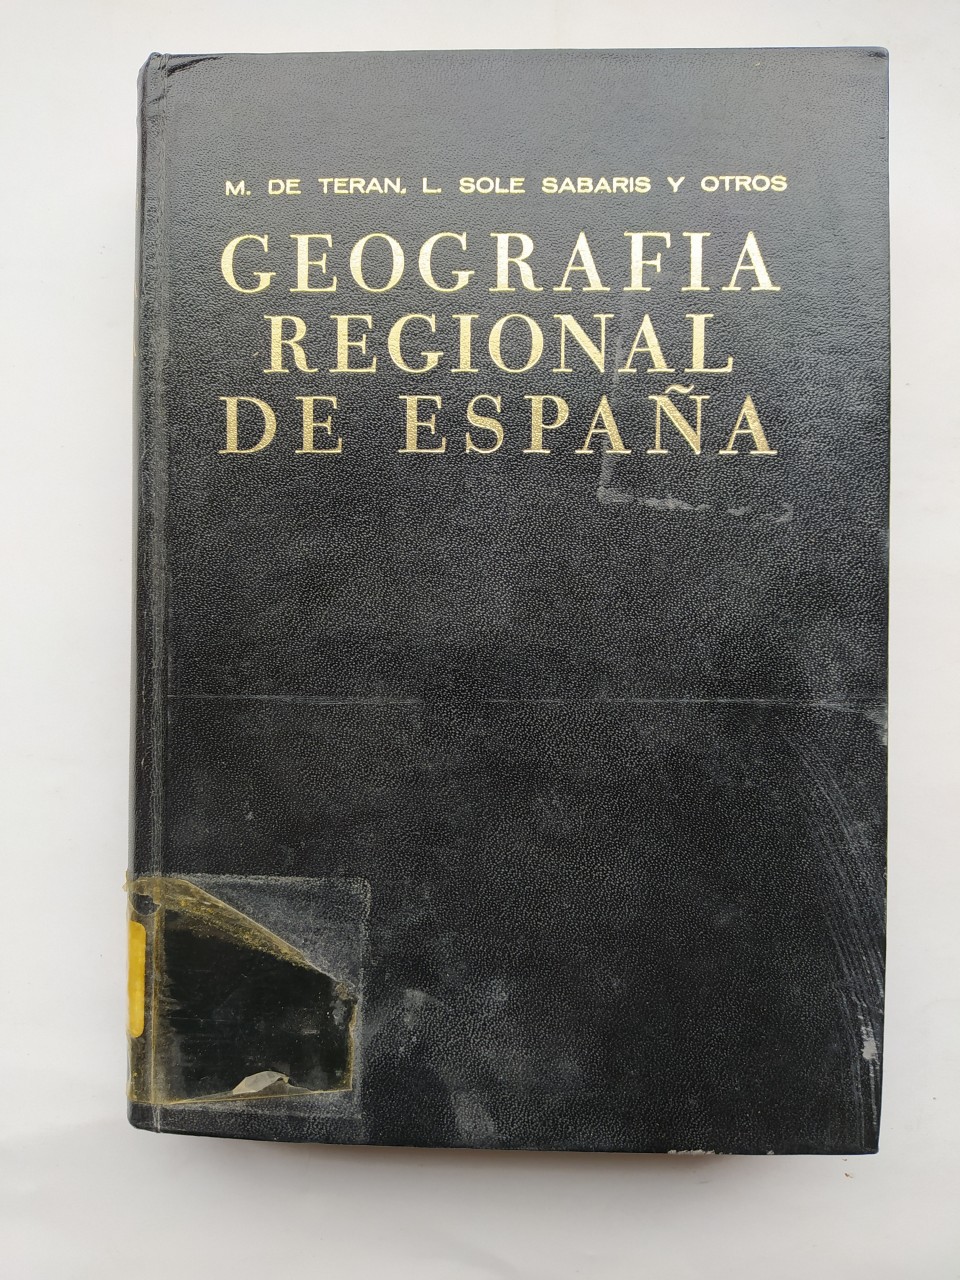 M. DE TERAN, L. SOLE SABARIS Y OTROS
GEOGRAFIA
REGIONAL
DE ESPAÑA